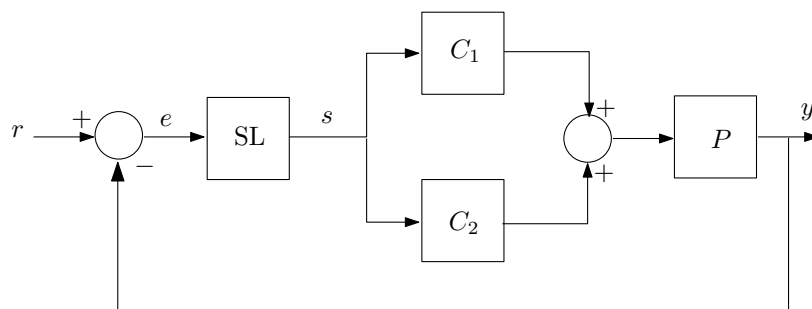 C₁
r
+
−
e
SL
s
+
+
P
y
C₂